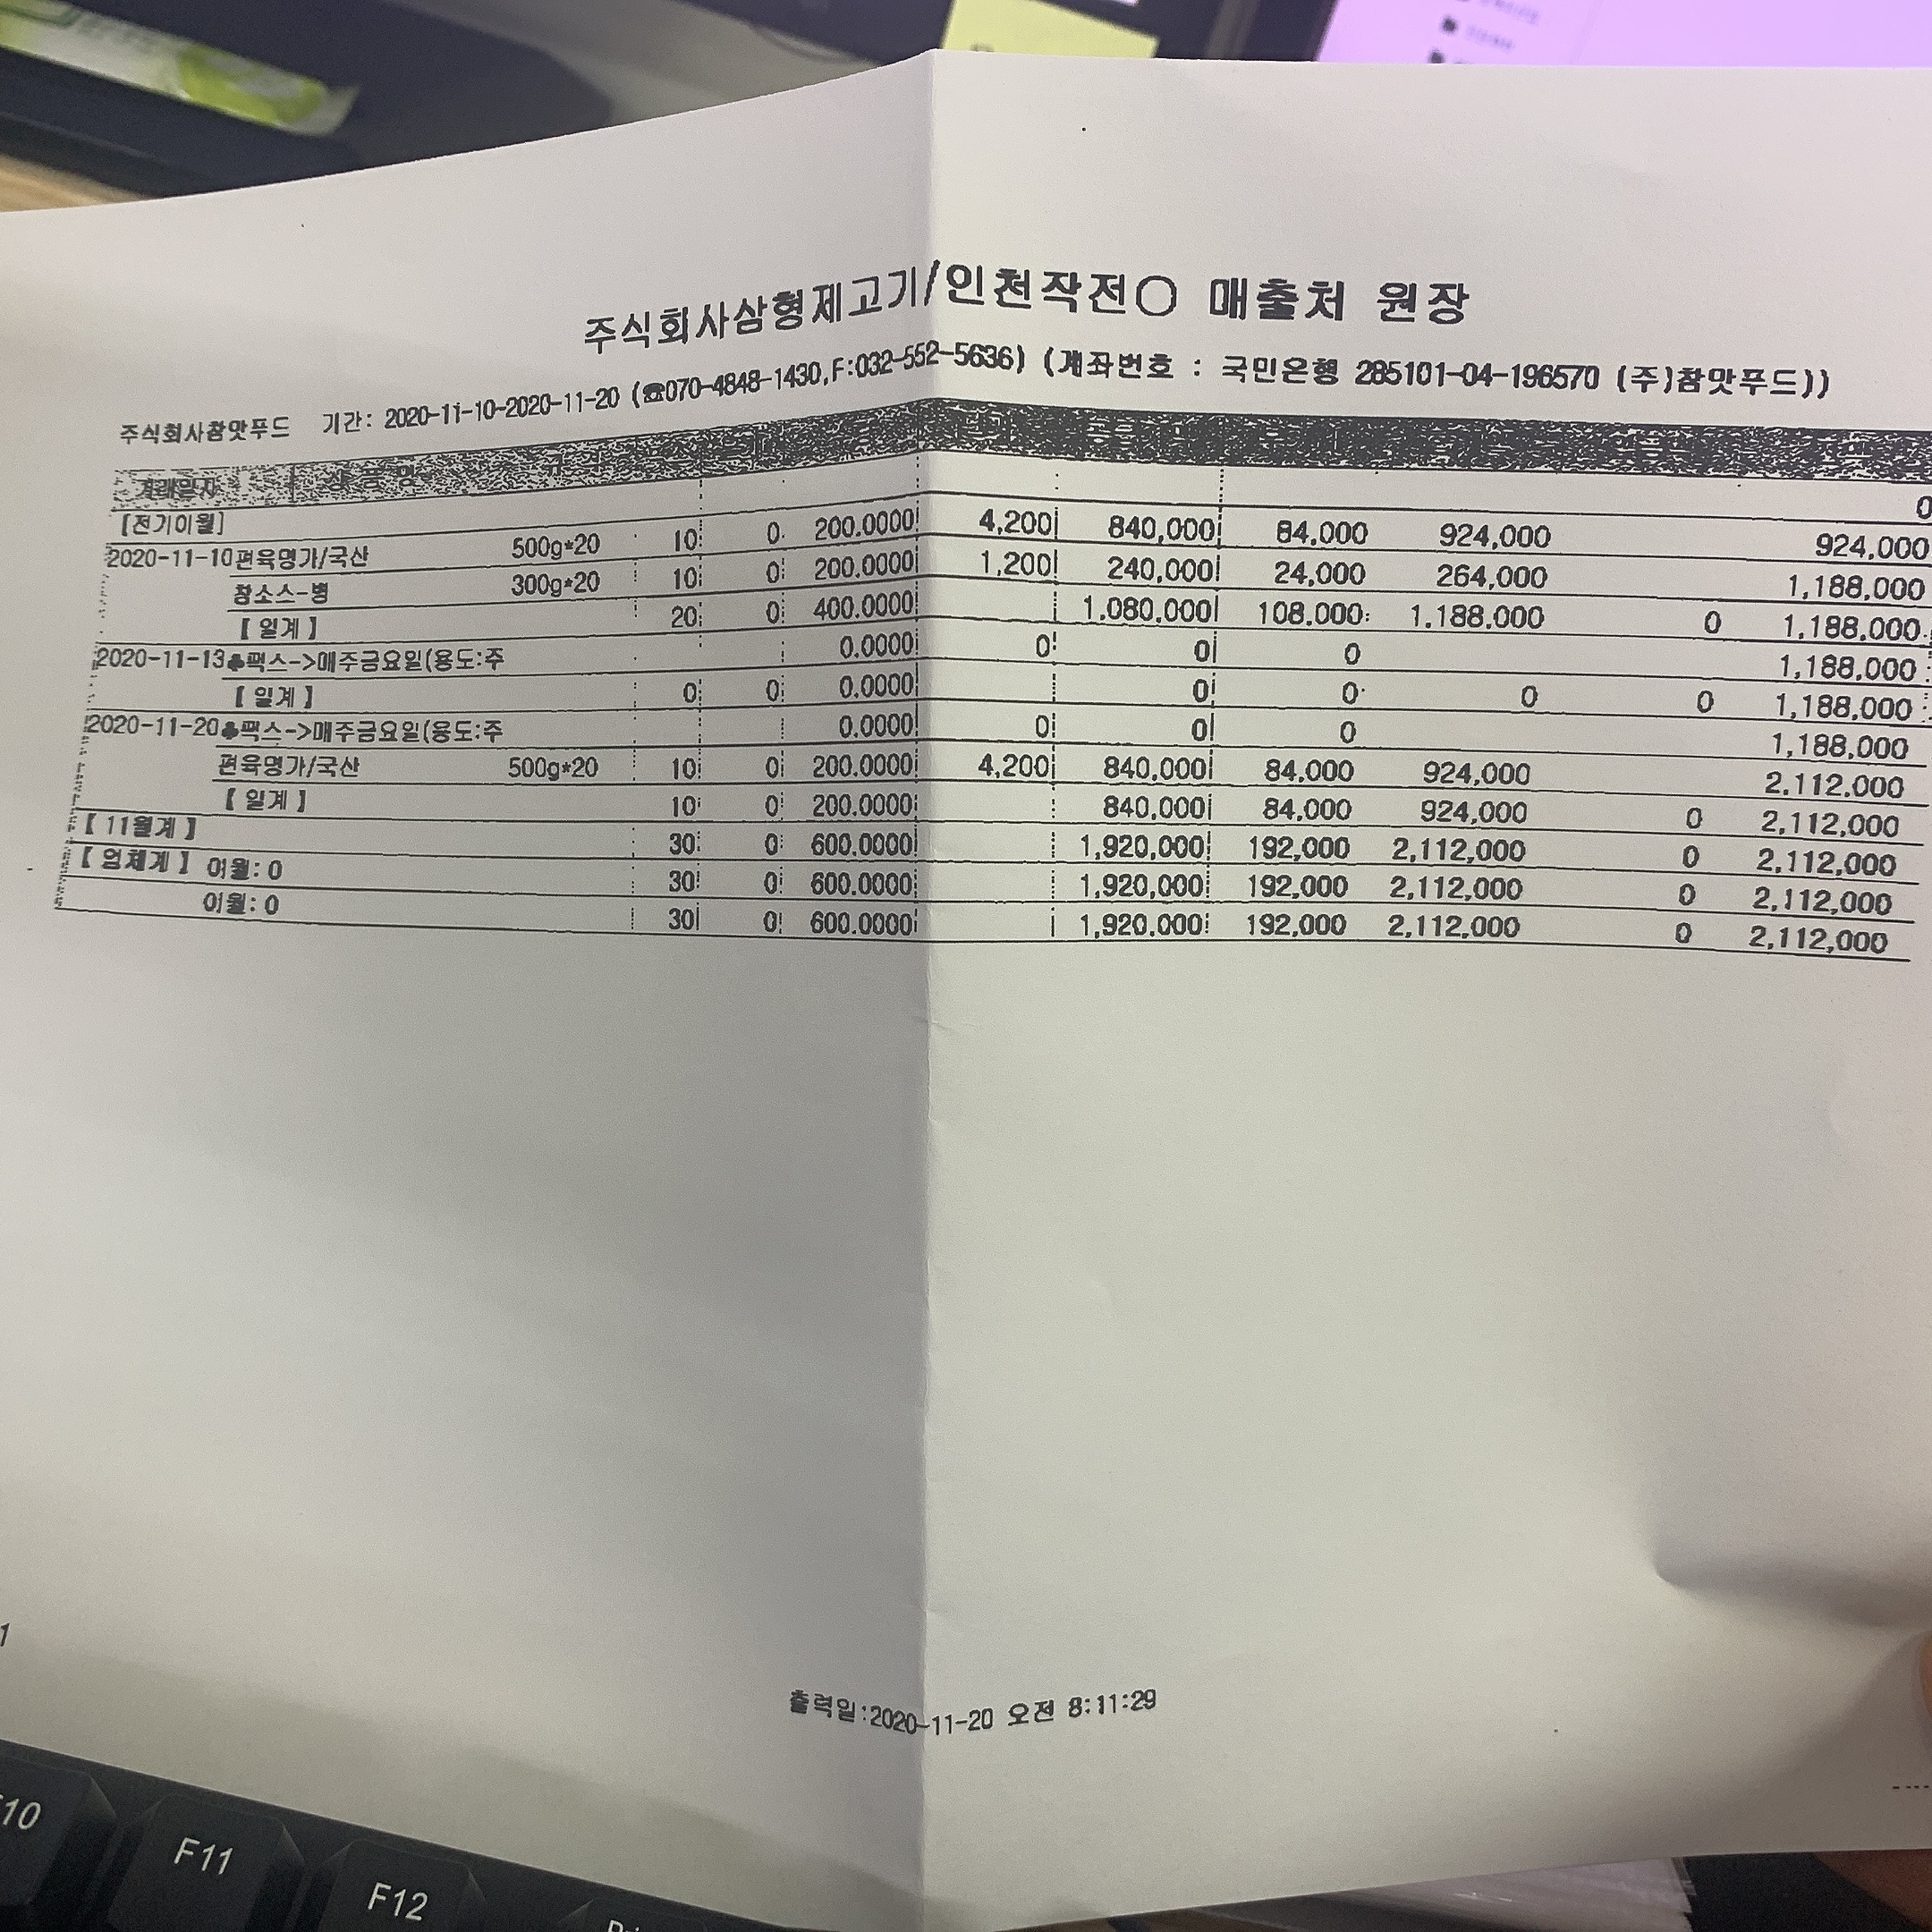 주식회사삼형제고기/인천작전○ 매출처 원장
주식회사참맛푸드 기간: 2020-11-10-2020-11-20 (☎070-4848-1430,F:032-552-5636) (계좌번호 : 국민은행 285101-04-196570 (주)참맛푸드))
거래일자
[전기이월] 0
2020-11-10 편육명가/국산 500g*20 10 0 200.0000 4,200 840,000 84,000 924,000 924,000
참소스-병 300g*20 10 0 200.0000 1,200 240,000 24,000 264,000 1,188,000
【 일계 】 20 0 400.0000 1,080,000 108,000 1,188,000 0 1,188,000
2020-11-13 ♣팩스->매주금요일(용도:주 0.0000 0 0 0 1,188,000
【 일계 】 0 0 0.0000 0 0 0 0 1,188,000
2020-11-20 ♣팩스->매주금요일(용도:주 0.0000 0 0 0 1,188,000
편육명가/국산 500g*20 10 0 200.0000 4,200 840,000 84,000 924,000 2,112,000
【 일계 】 10 0 200.0000 840,000 84,000 924,000 0 2,112,000
【 11월계 】 30 0 600.0000 1,920,000 192,000 2,112,000 0 2,112,000
【 업체계 】 이월: 0 30 0 600.0000 1,920,000 192,000 2,112,000 0 2,112,000
이월: 0 30 0 600.0000 1,920,000 192,000 2,112,000 0 2,112,000
1
출력일:2020-11-20 오전 8:11:29
F10
F11
F12